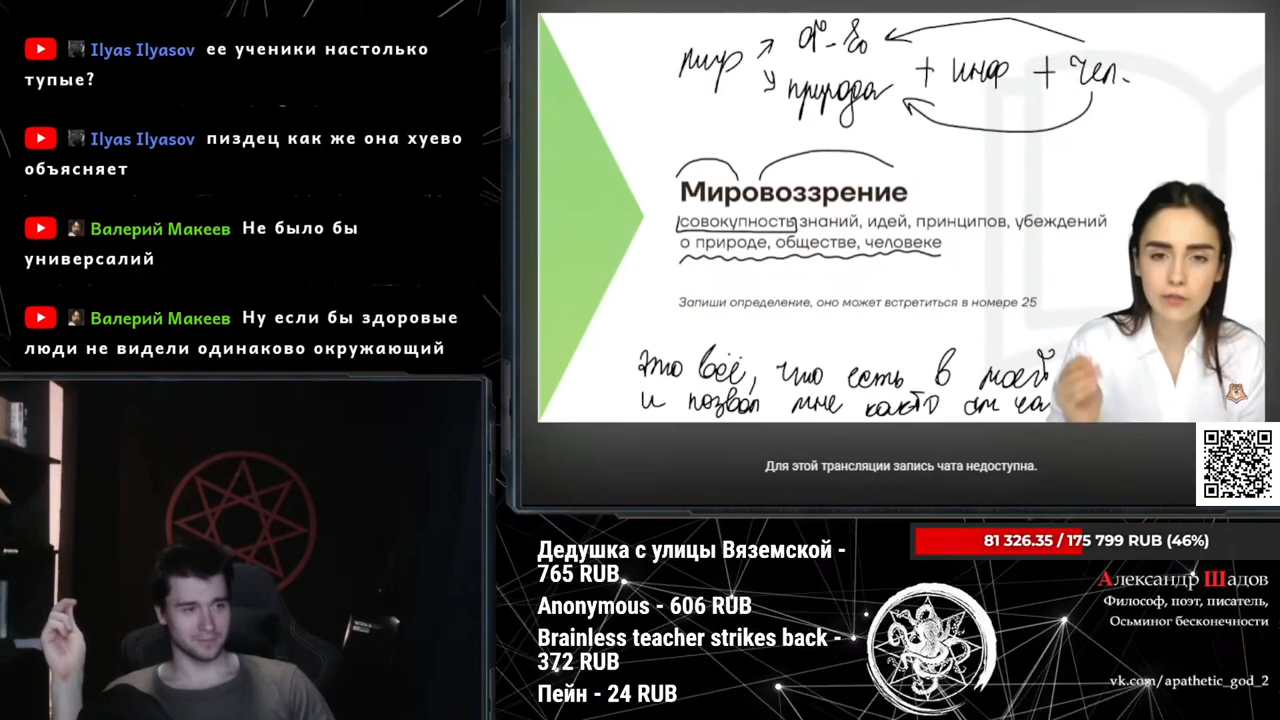 Ilyas Ilyasov ее ученики настолько
тупые?
Ilyas Ilyasov пиздец как же она хуево
объясняет
Валерий Макеев Не было бы
универсалий
Валерий Макеев Ну если бы здоровые
люди не видели одинаково окружающий
мир
природа + инф + чел.
Мировоззрение
совокупность знаний, идей, принципов, убеждений
о природе, обществе, человеке
Запиши определение, оно может встретиться в номере 25
это всё, что есть в моей
и позвол мне
Для этой трансляции запись чата недоступна.
81 326.35 / 175 799 RUB (46%)
Дедушка с улицы Вяземской -
765 RUB
Anonymous - 606 RUB
Brainless teacher strikes back -
372 RUB
Пейн - 24 RUB
Александр Шадов
Философ, поэт, писатель,
Осьминог бесконечности
vk.com/apathetic_god_2